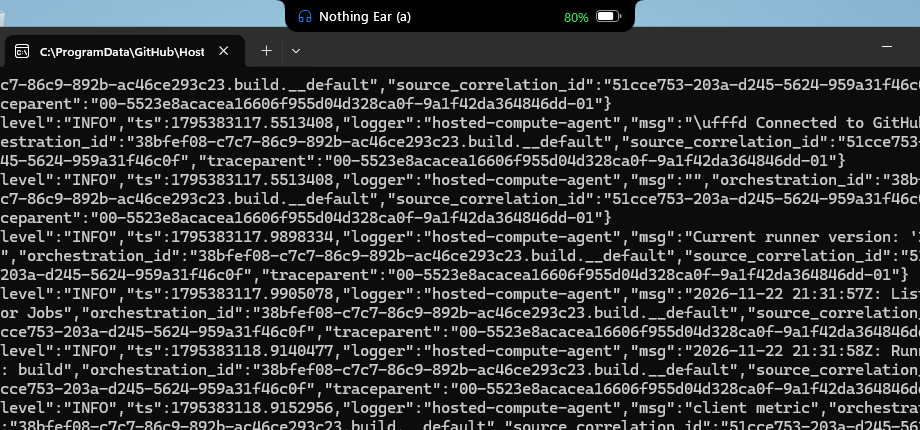 Nothing Ear (a)
80%
C:\ProgramData\GitHub\Host
c7-86c9-892b-ac46ce293c23.build.__default","source_correlation_id":"51cce753-203a-d245-5624-959a31f46c0
ceparent":"00-5523e8acacea16606f955d04d328ca0f-9a1f42da364846dd-01"}
level":"INFO","ts":1795383117.5513408,"logger":"hosted-compute-agent","msg":"\ufffd Connected to GitHu
estration_id":"38bfef08-c7c7-86c9-892b-ac46ce293c23.build.__default","source_correlation_id":"51cce753-
45-5624-959a31f46c0f","traceparent":"00-5523e8acacea16606f955d04d328ca0f-9a1f42da364846dd-01"}
level":"INFO","ts":1795383117.5513408,"logger":"hosted-compute-agent","msg":"","orchestration_id":"38b
c7-86c9-892b-ac46ce293c23.build.__default","source_correlation_id":"51cce753-203a-d245-5624-959a31f46c0
ceparent":"00-5523e8acacea16606f955d04d328ca0f-9a1f42da364846dd-01"}
level":"INFO","ts":1795383117.9898334,"logger":"hosted-compute-agent","msg":"Current runner version: '
","orchestration_id":"38bfef08-c7c7-86c9-892b-ac46ce293c23.build.__default","source_correlation_id":"5
203a-d245-5624-959a31f46c0f","traceparent":"00-5523e8acacea16606f955d04d328ca0f-9a1f42da364846dd-01"}
level":"INFO","ts":1795383117.9905078,"logger":"hosted-compute-agent","msg":"2026-11-22 21:31:57Z: Lis
or Jobs","orchestration_id":"38bfef08-c7c7-86c9-892b-ac46ce293c23.build.__default","source_correlation
cce753-203a-d245-5624-959a31f46c0f","traceparent":"00-5523e8acacea16606f955d04d328ca0f-9a1f42da364846d
level":"INFO","ts":1795383118.9140477,"logger":"hosted-compute-agent","msg":"2026-11-22 21:31:58Z: Run
: build","orchestration_id":"38bfef08-c7c7-86c9-892b-ac46ce293c23.build.__default","source_correlation
cce753-203a-d245-5624-959a31f46c0f","traceparent":"00-5523e8acacea16606f955d04d328ca0f-9a1f42da364846d
level":"INFO","ts":1795383118.9152956,"logger":"hosted-compute-agent","msg":"client metric","orchestra
:"38bfef08-c7c7-86c9-892b-ac46ce293c23.build.__default","source_correlation_id":"51cce753-203a-d245-5